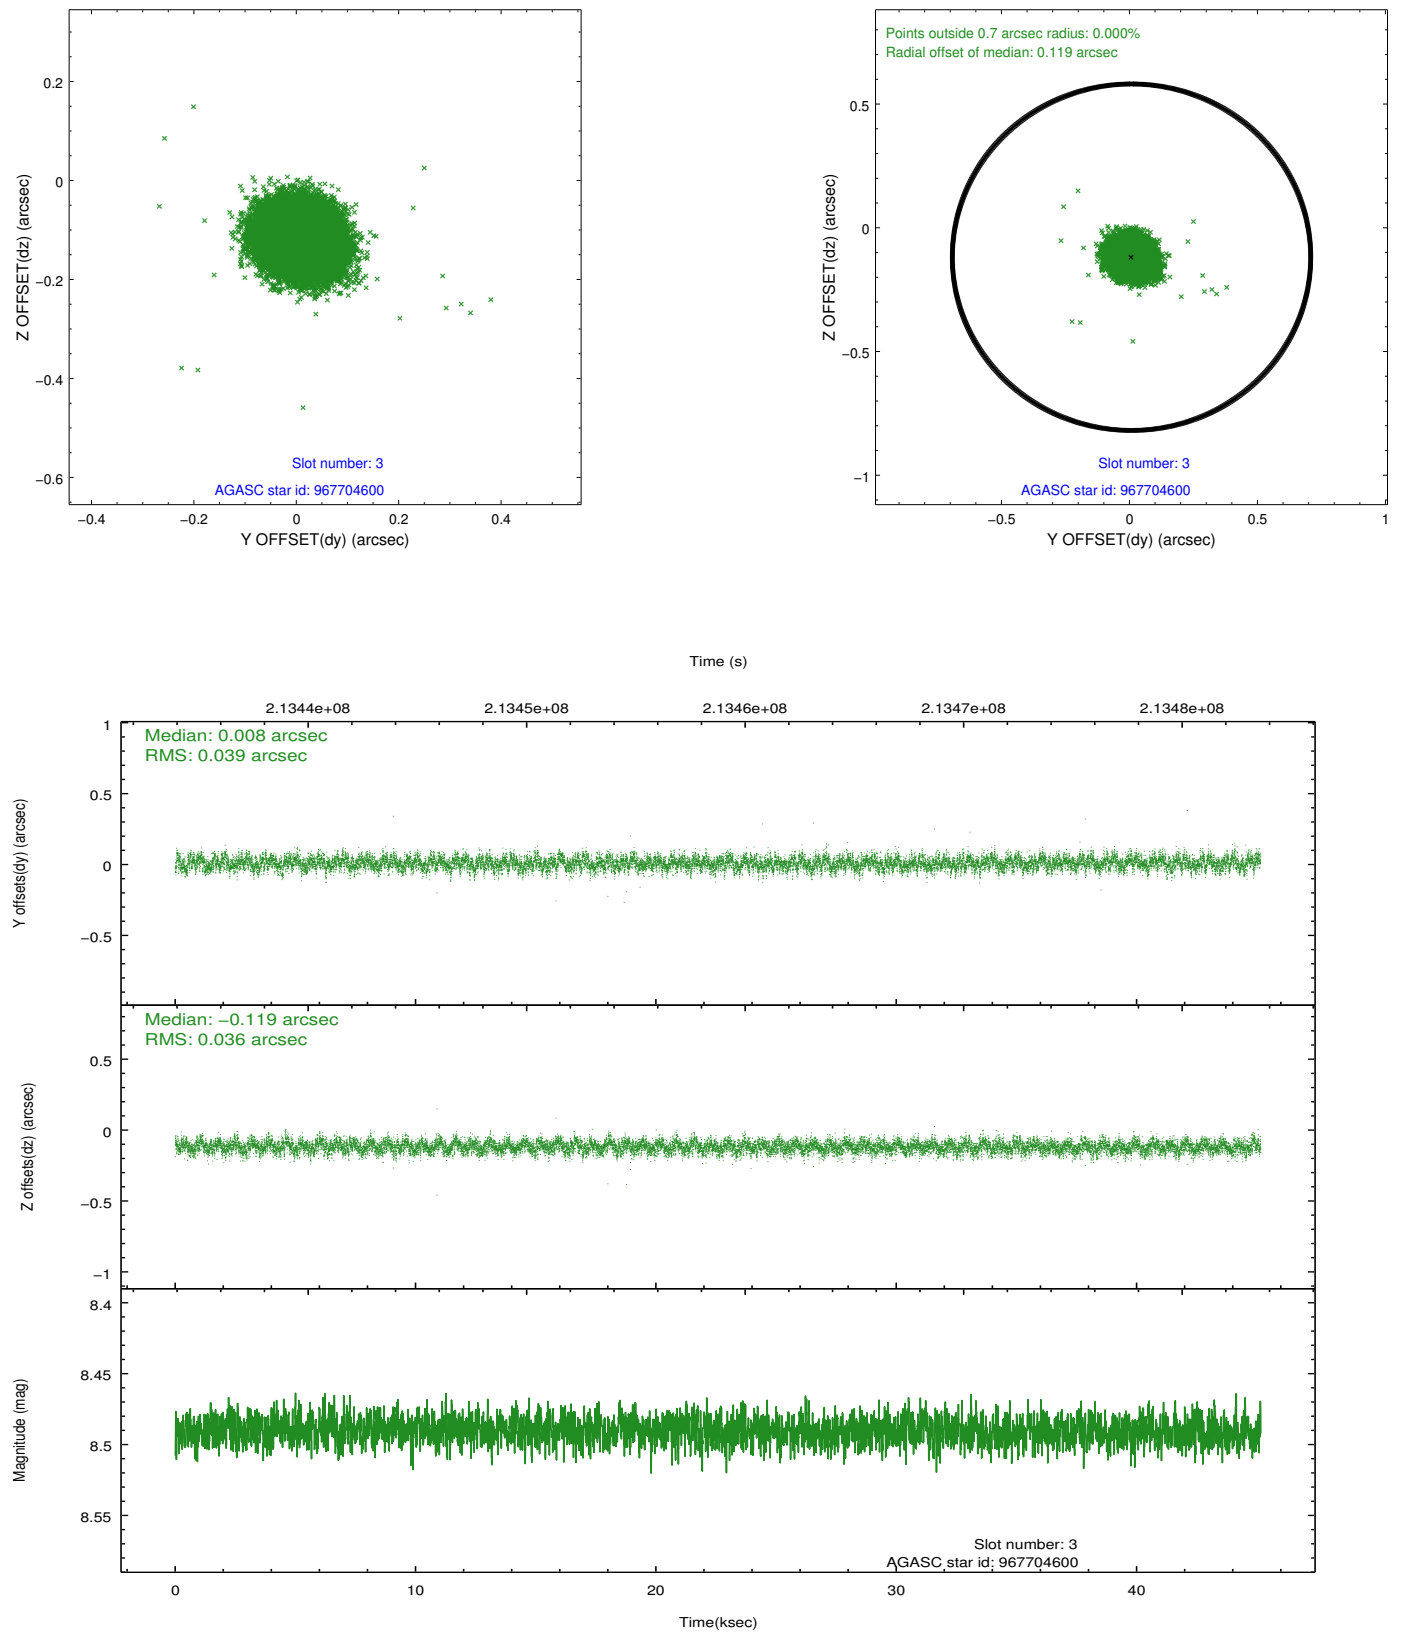 0.2
0
−0.2
−0.4
−0.6
Z OFFSET(dz) (arcsec)
Slot number: 3
AGASC star id: 967704600
−0.4 −0.2 0 0.2 0.4
Y OFFSET(dy) (arcsec)
Points outside 0.7 arcsec radius: 0.000%
Radial offset of median: 0.119 arcsec
0.5
0
−0.5
−1
Z OFFSET(dz) (arcsec)
Slot number: 3
AGASC star id: 967704600
−0.5 0 0.5 1
Y OFFSET(dy) (arcsec)
Time (s)
2.1344e+08 2.1345e+08 2.1346e+08 2.1347e+08 2.1348e+08
Median: 0.008 arcsec
RMS: 0.039 arcsec
1
0.5
0
−0.5
Y offsets(dy) (arcsec)
Median: −0.119 arcsec
RMS: 0.036 arcsec
0.5
0
−0.5
−1
Z offsets(dz) (arcsec)
8.4
8.45
8.5
8.55
Magnitude (mag)
Slot number: 3
AGASC star id: 967704600
0 10 20 30 40
Time(ksec)